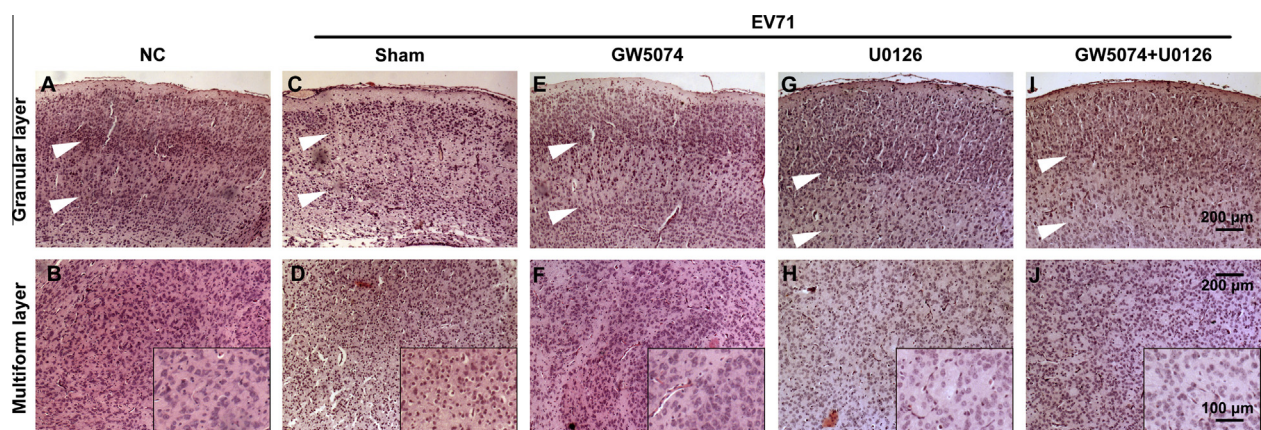 EV71
NC Sham GW5074 U0126 GW5074+U0126
Granular layer
A C E G I
200 µm
Multiform layer
B D F H J
200 µm
100 µm